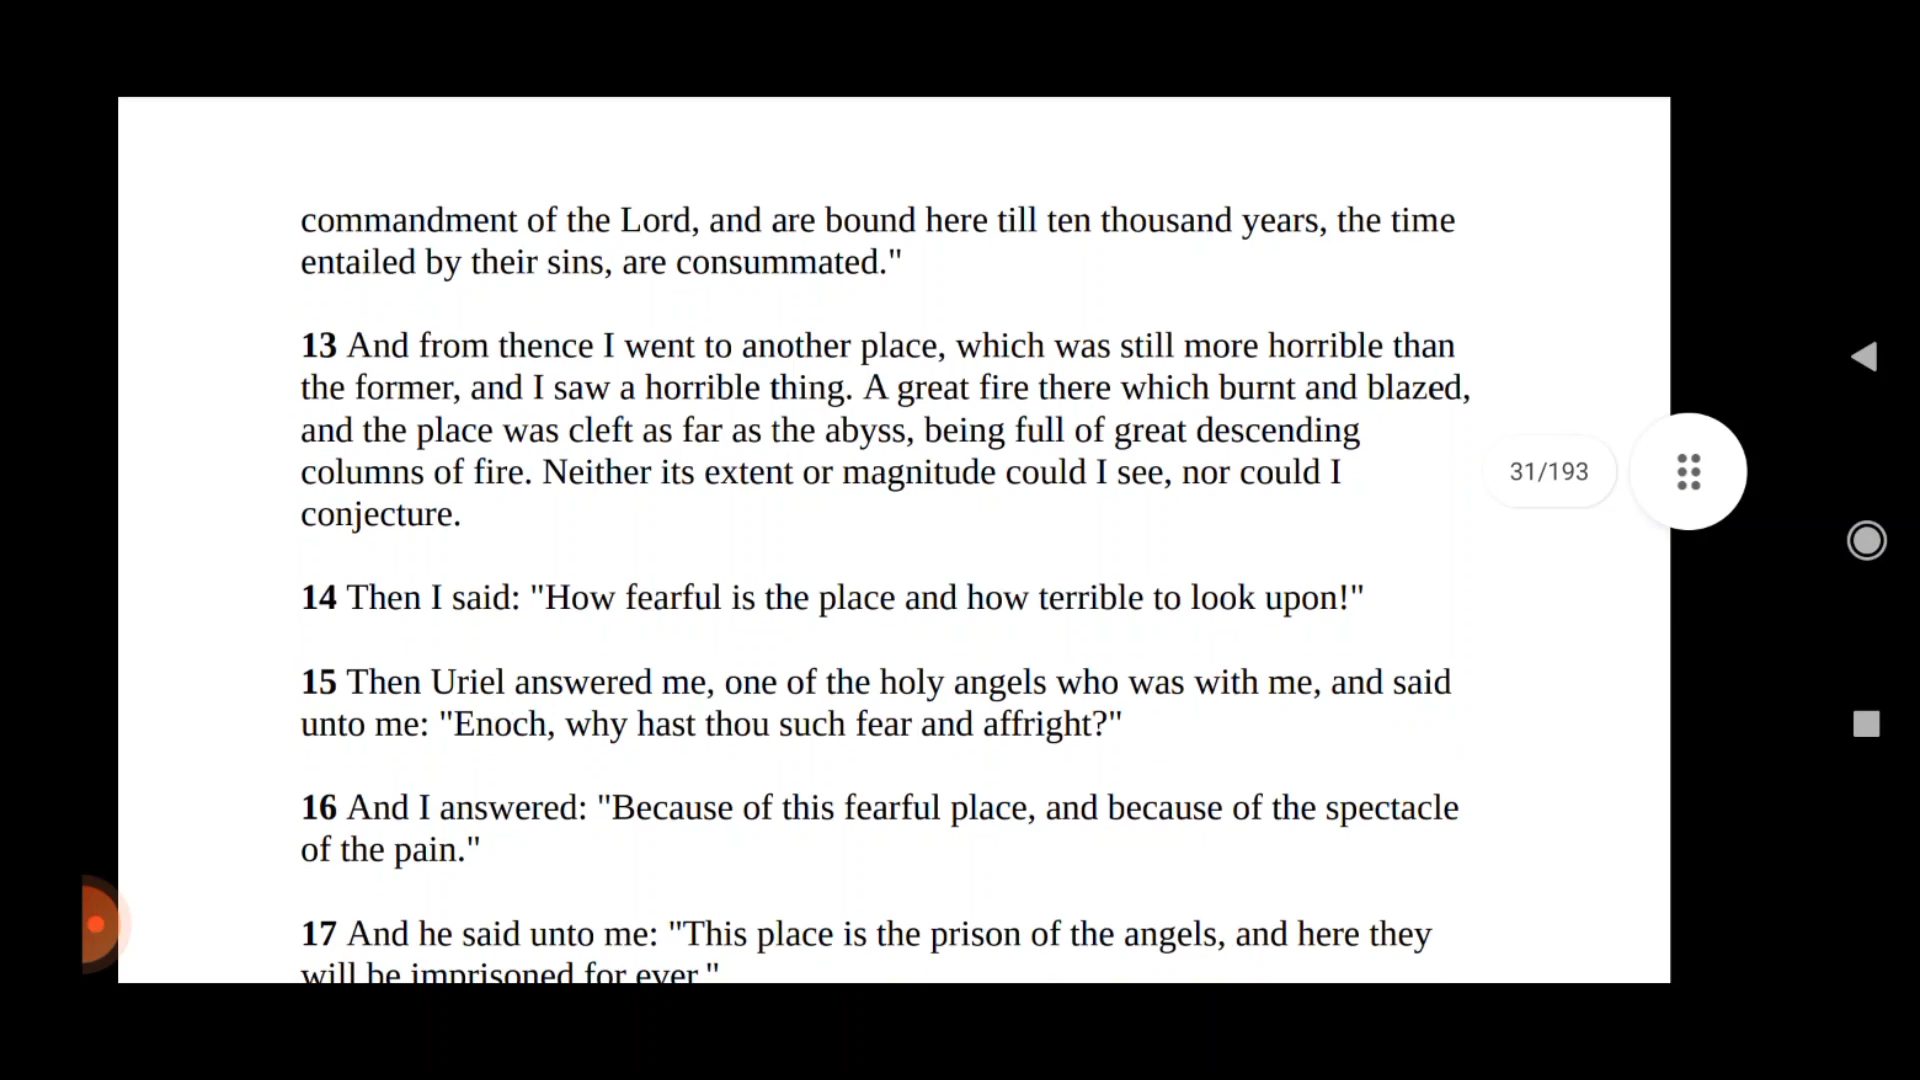 commandment of the Lord, and are bound here till ten thousand years, the time
entailed by their sins, are consummated."
13 And from thence I went to another place, which was still more horrible than
the former, and I saw a horrible thing. A great fire there which burnt and blazed,
and the place was cleft as far as the abyss, being full of great descending
columns of fire. Neither its extent or magnitude could I see, nor could I
conjecture.
31/193
14 Then I said: "How fearful is the place and how terrible to look upon!"
15 Then Uriel answered me, one of the holy angels who was with me, and said
unto me: "Enoch, why hast thou such fear and affright?"
16 And I answered: "Because of this fearful place, and because of the spectacle
of the pain."
17 And he said unto me: "This place is the prison of the angels, and here they
will be imprisoned for ever."